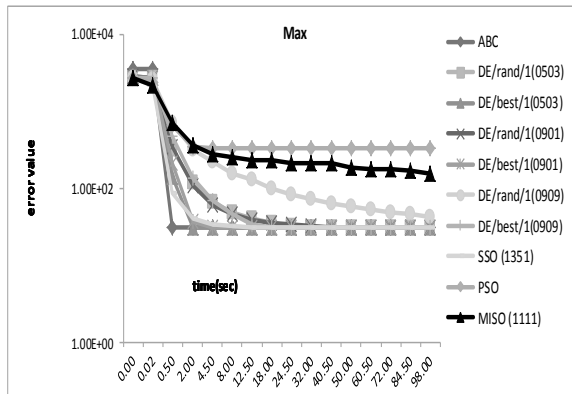 Max
1.00E+04
1.00E+02
1.00E+00
error value
time(sec)
0.00
0.02
0.50
2.00
4.50
8.00
12.50
18.00
24.50
32.00
40.50
50.00
60.50
72.00
84.50
98.00
ABC
DE/rand/1(0503)
DE/best/1(0503)
DE/rand/1(0901)
DE/best/1(0901)
DE/rand/1(0909)
DE/best/1(0909)
SSO (1351)
PSO
MISO (1111)